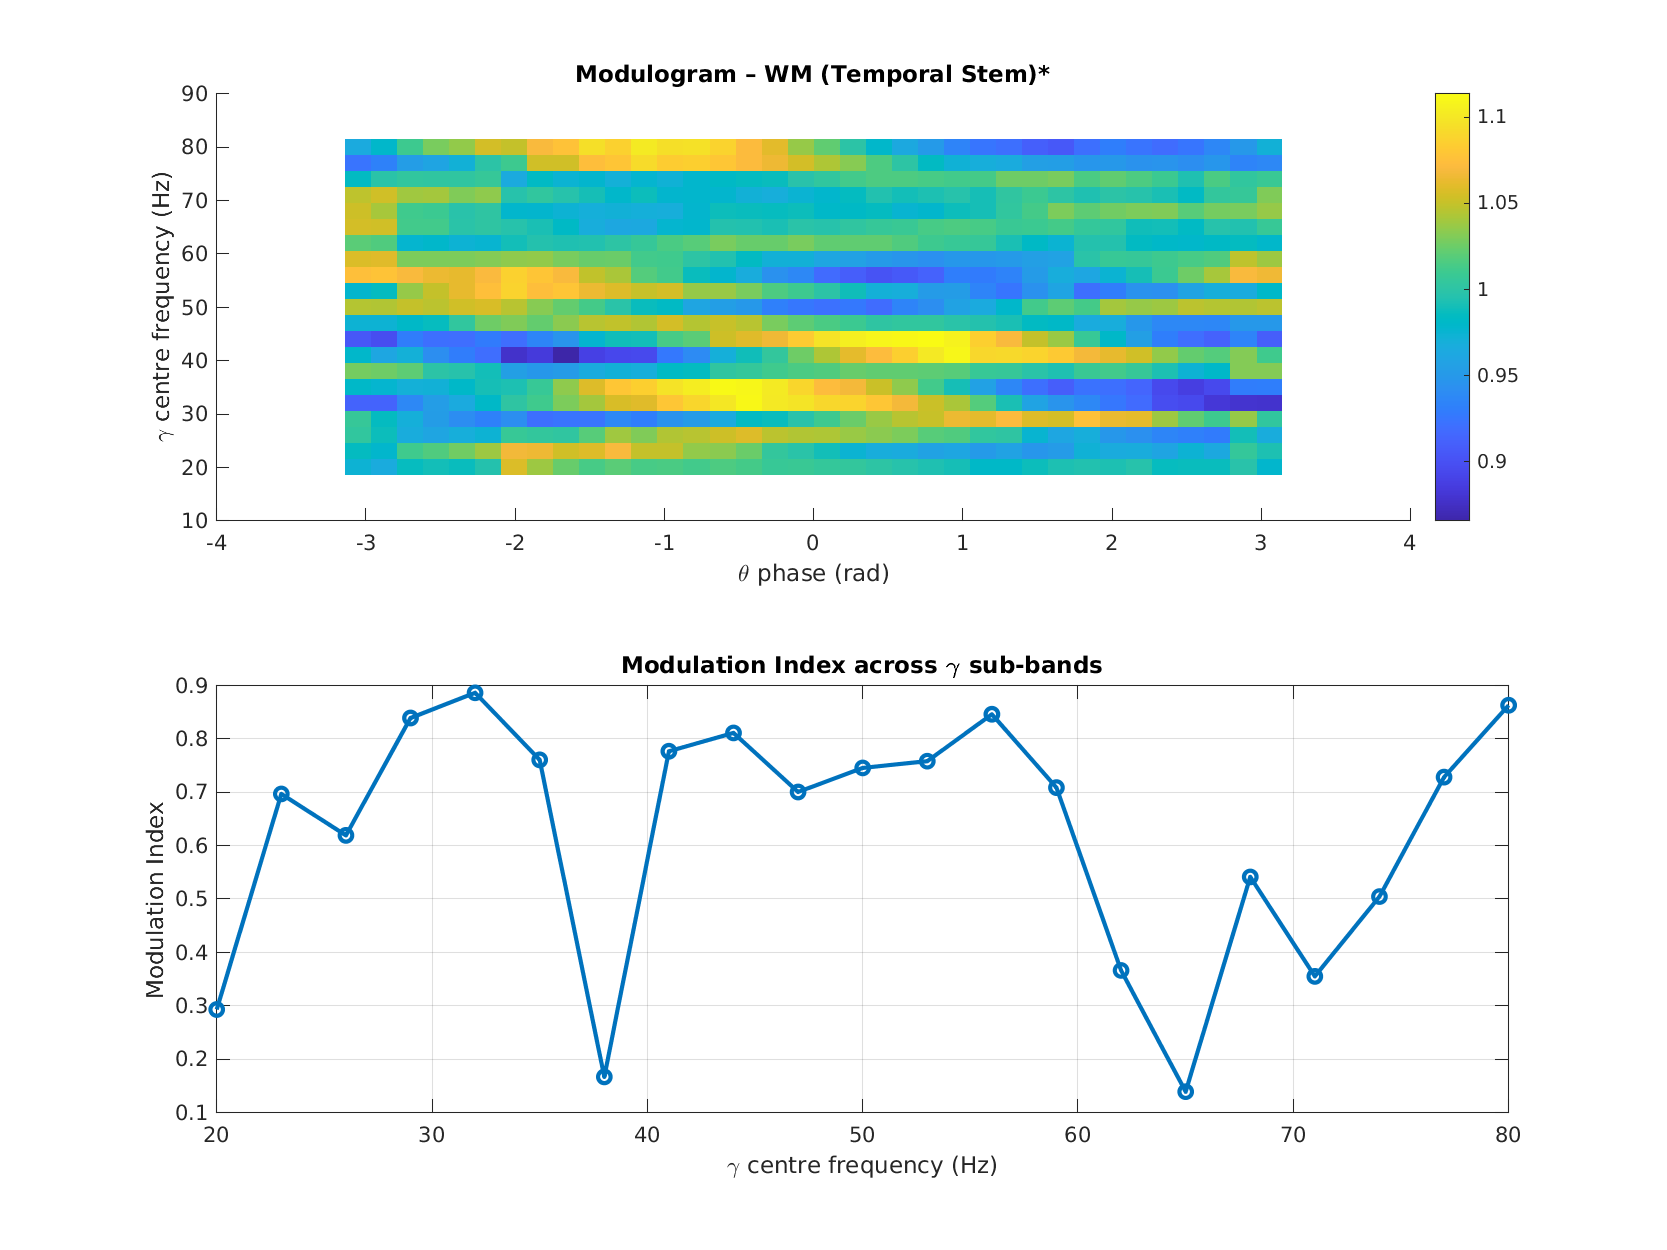 Modulogram – WM (Temporal Stem)*
γ centre frequency (Hz)
90
80
70
60
50
40
30
20
10
-4 -3 -2 -1 0 1 2 3 4
θ phase (rad)
1.1
1.05
1
0.95
0.9
Modulation Index across γ sub-bands
Modulation Index
0.9
0.8
0.7
0.6
0.5
0.4
0.3
0.2
0.1
20 30 40 50 60 70 80
γ centre frequency (Hz)